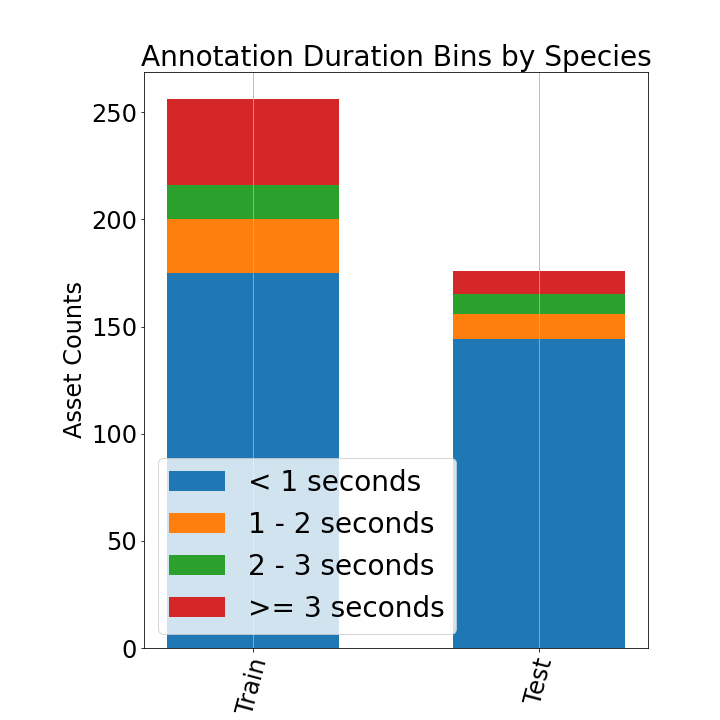 Annotation Duration Bins by Species
250
200
150
100
50
0
Asset Counts
< 1 seconds
1 - 2 seconds
2 - 3 seconds
>= 3 seconds
Train
Test